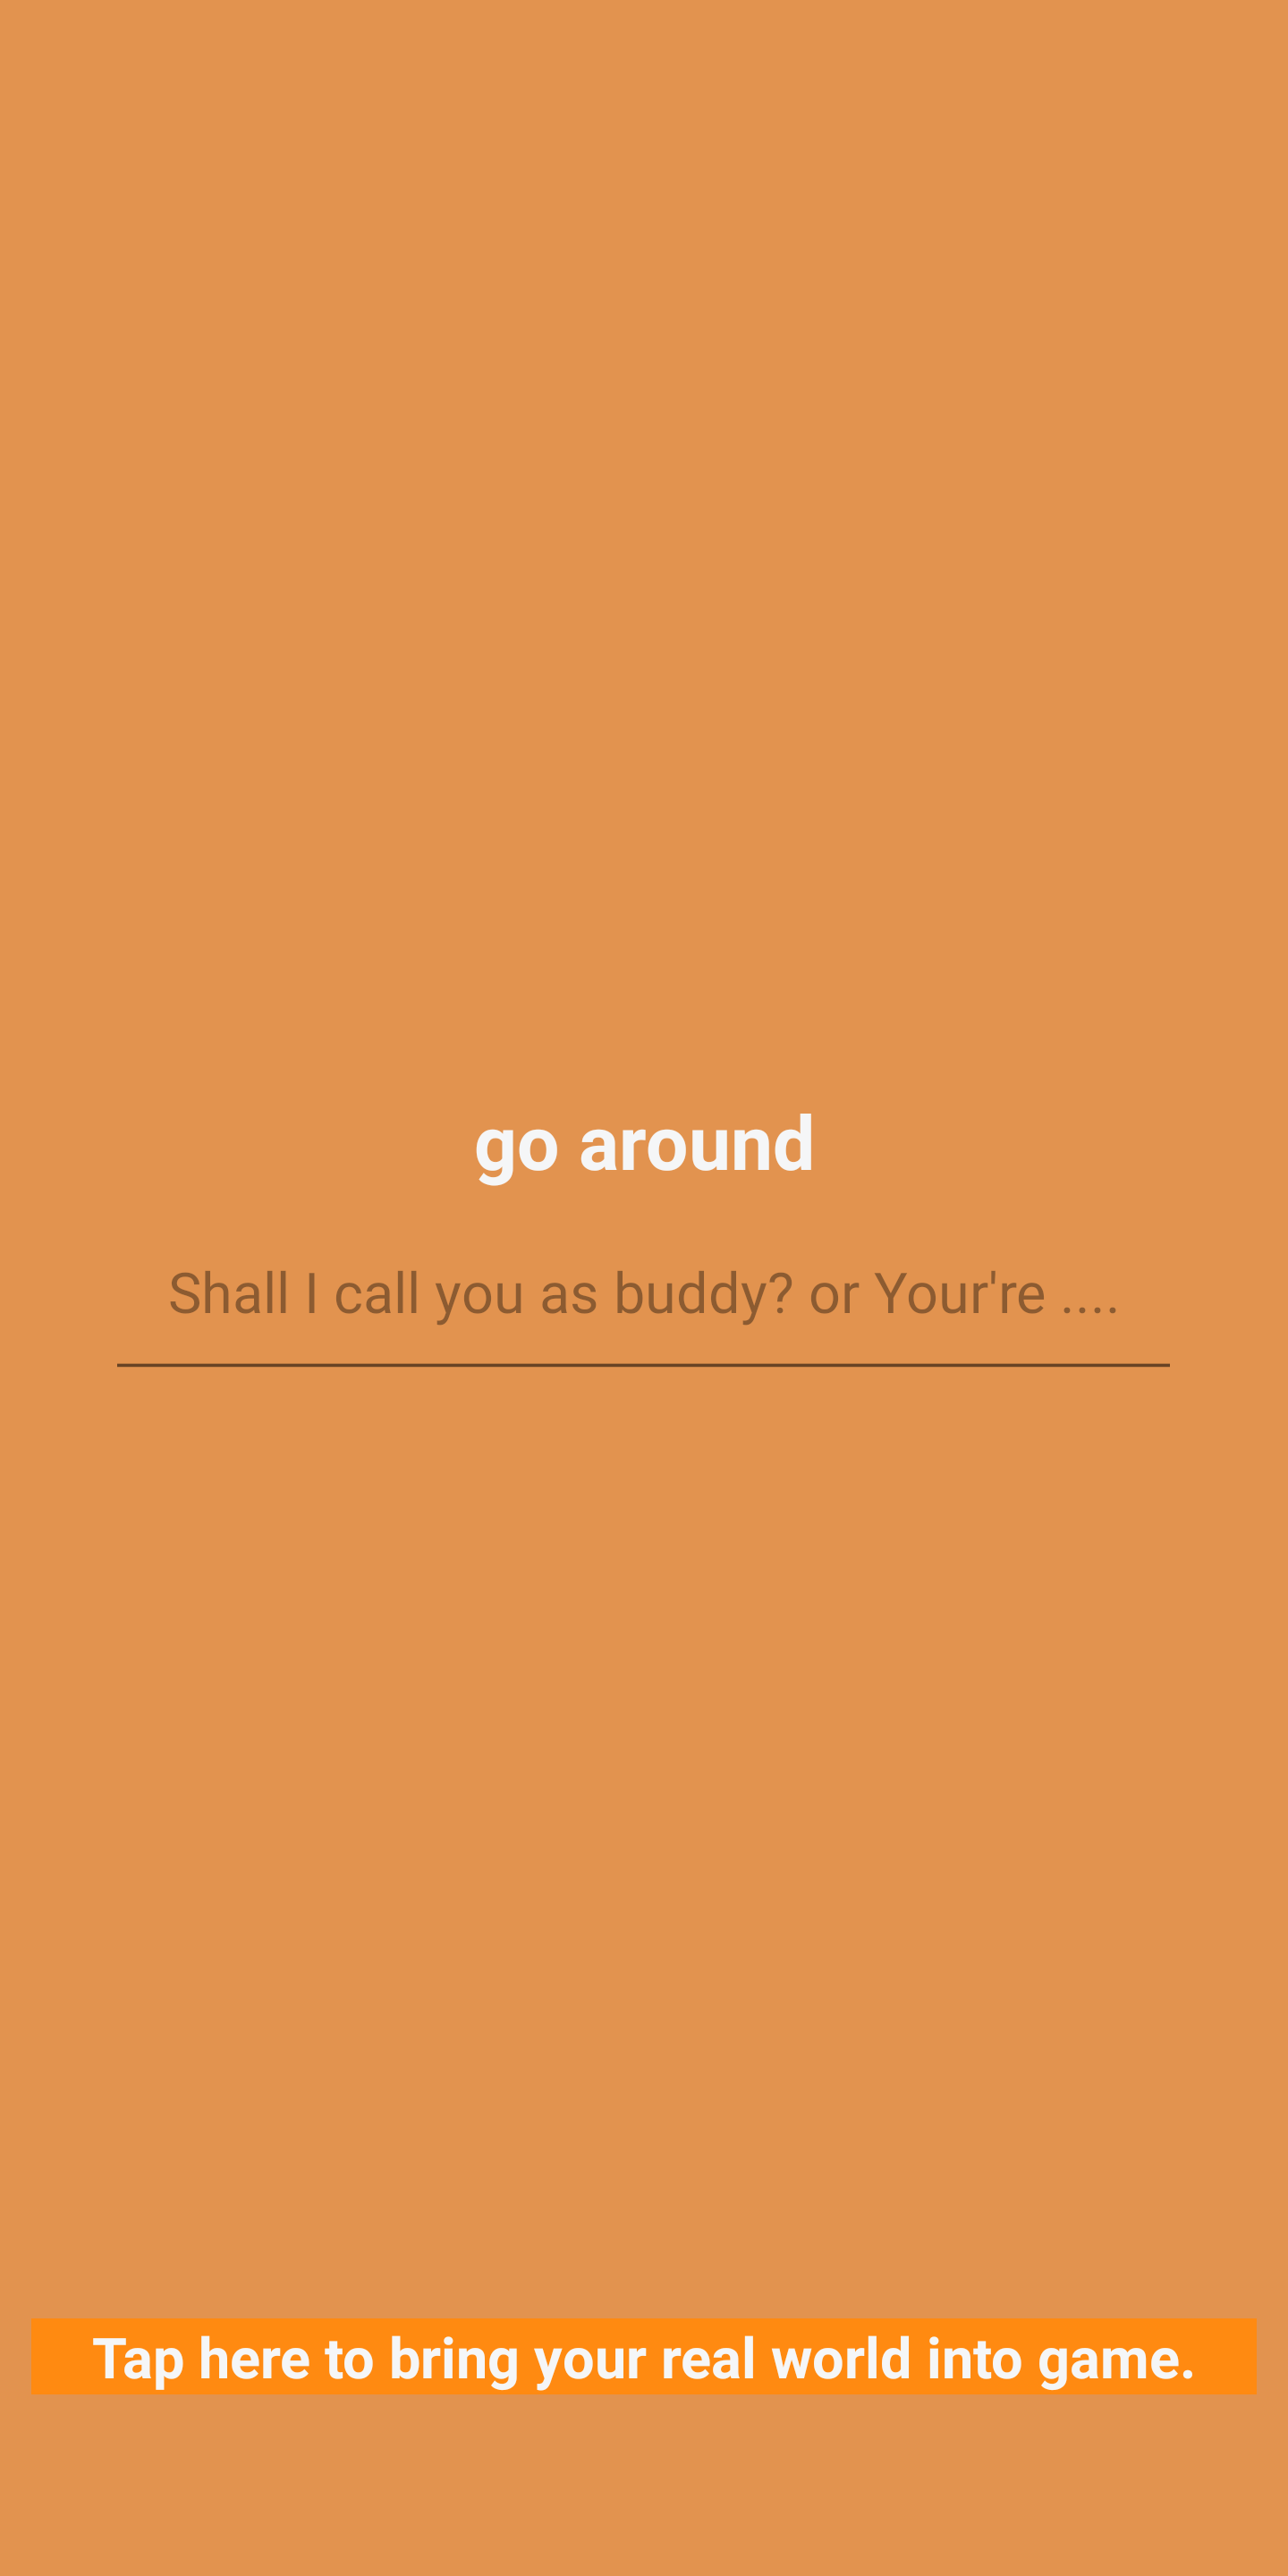 go around
Shall I call you as buddy? or Your're ....
Tap here to bring your real world into game.